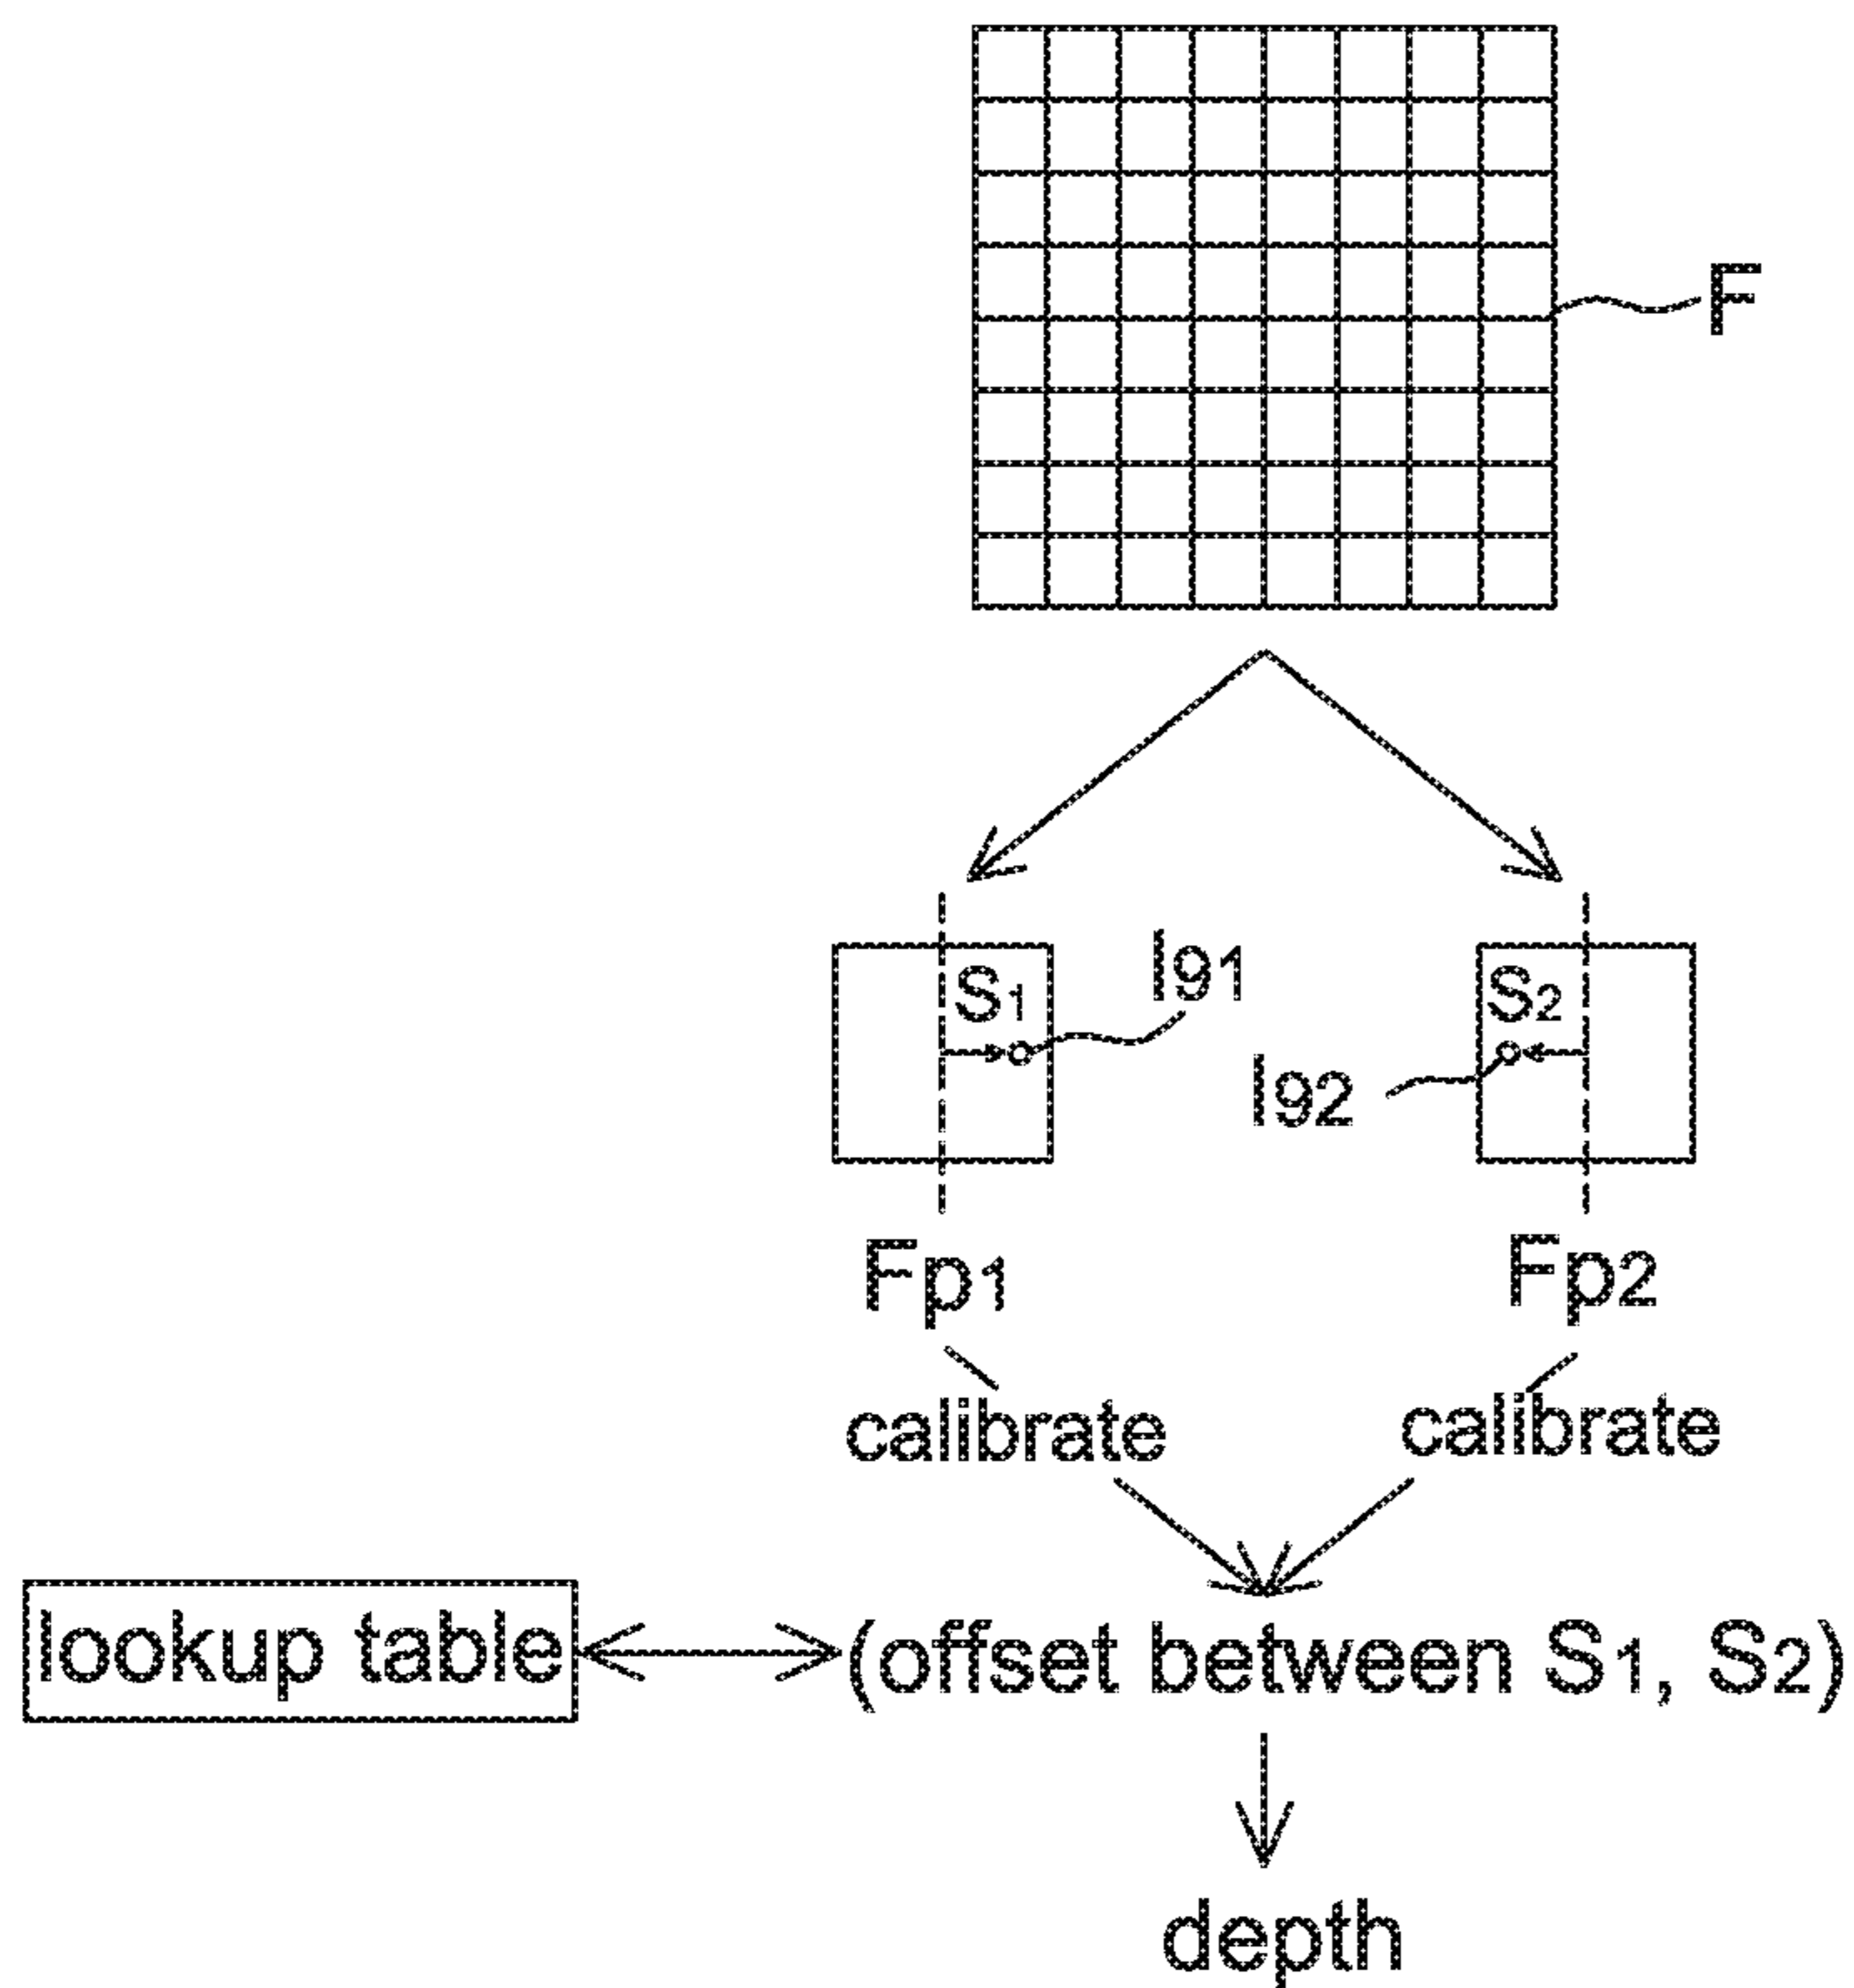 F
S1
I91
S2
I92
Fp1
Fp2
calibrate
calibrate
lookup table
(offset between S1, S2)
depth